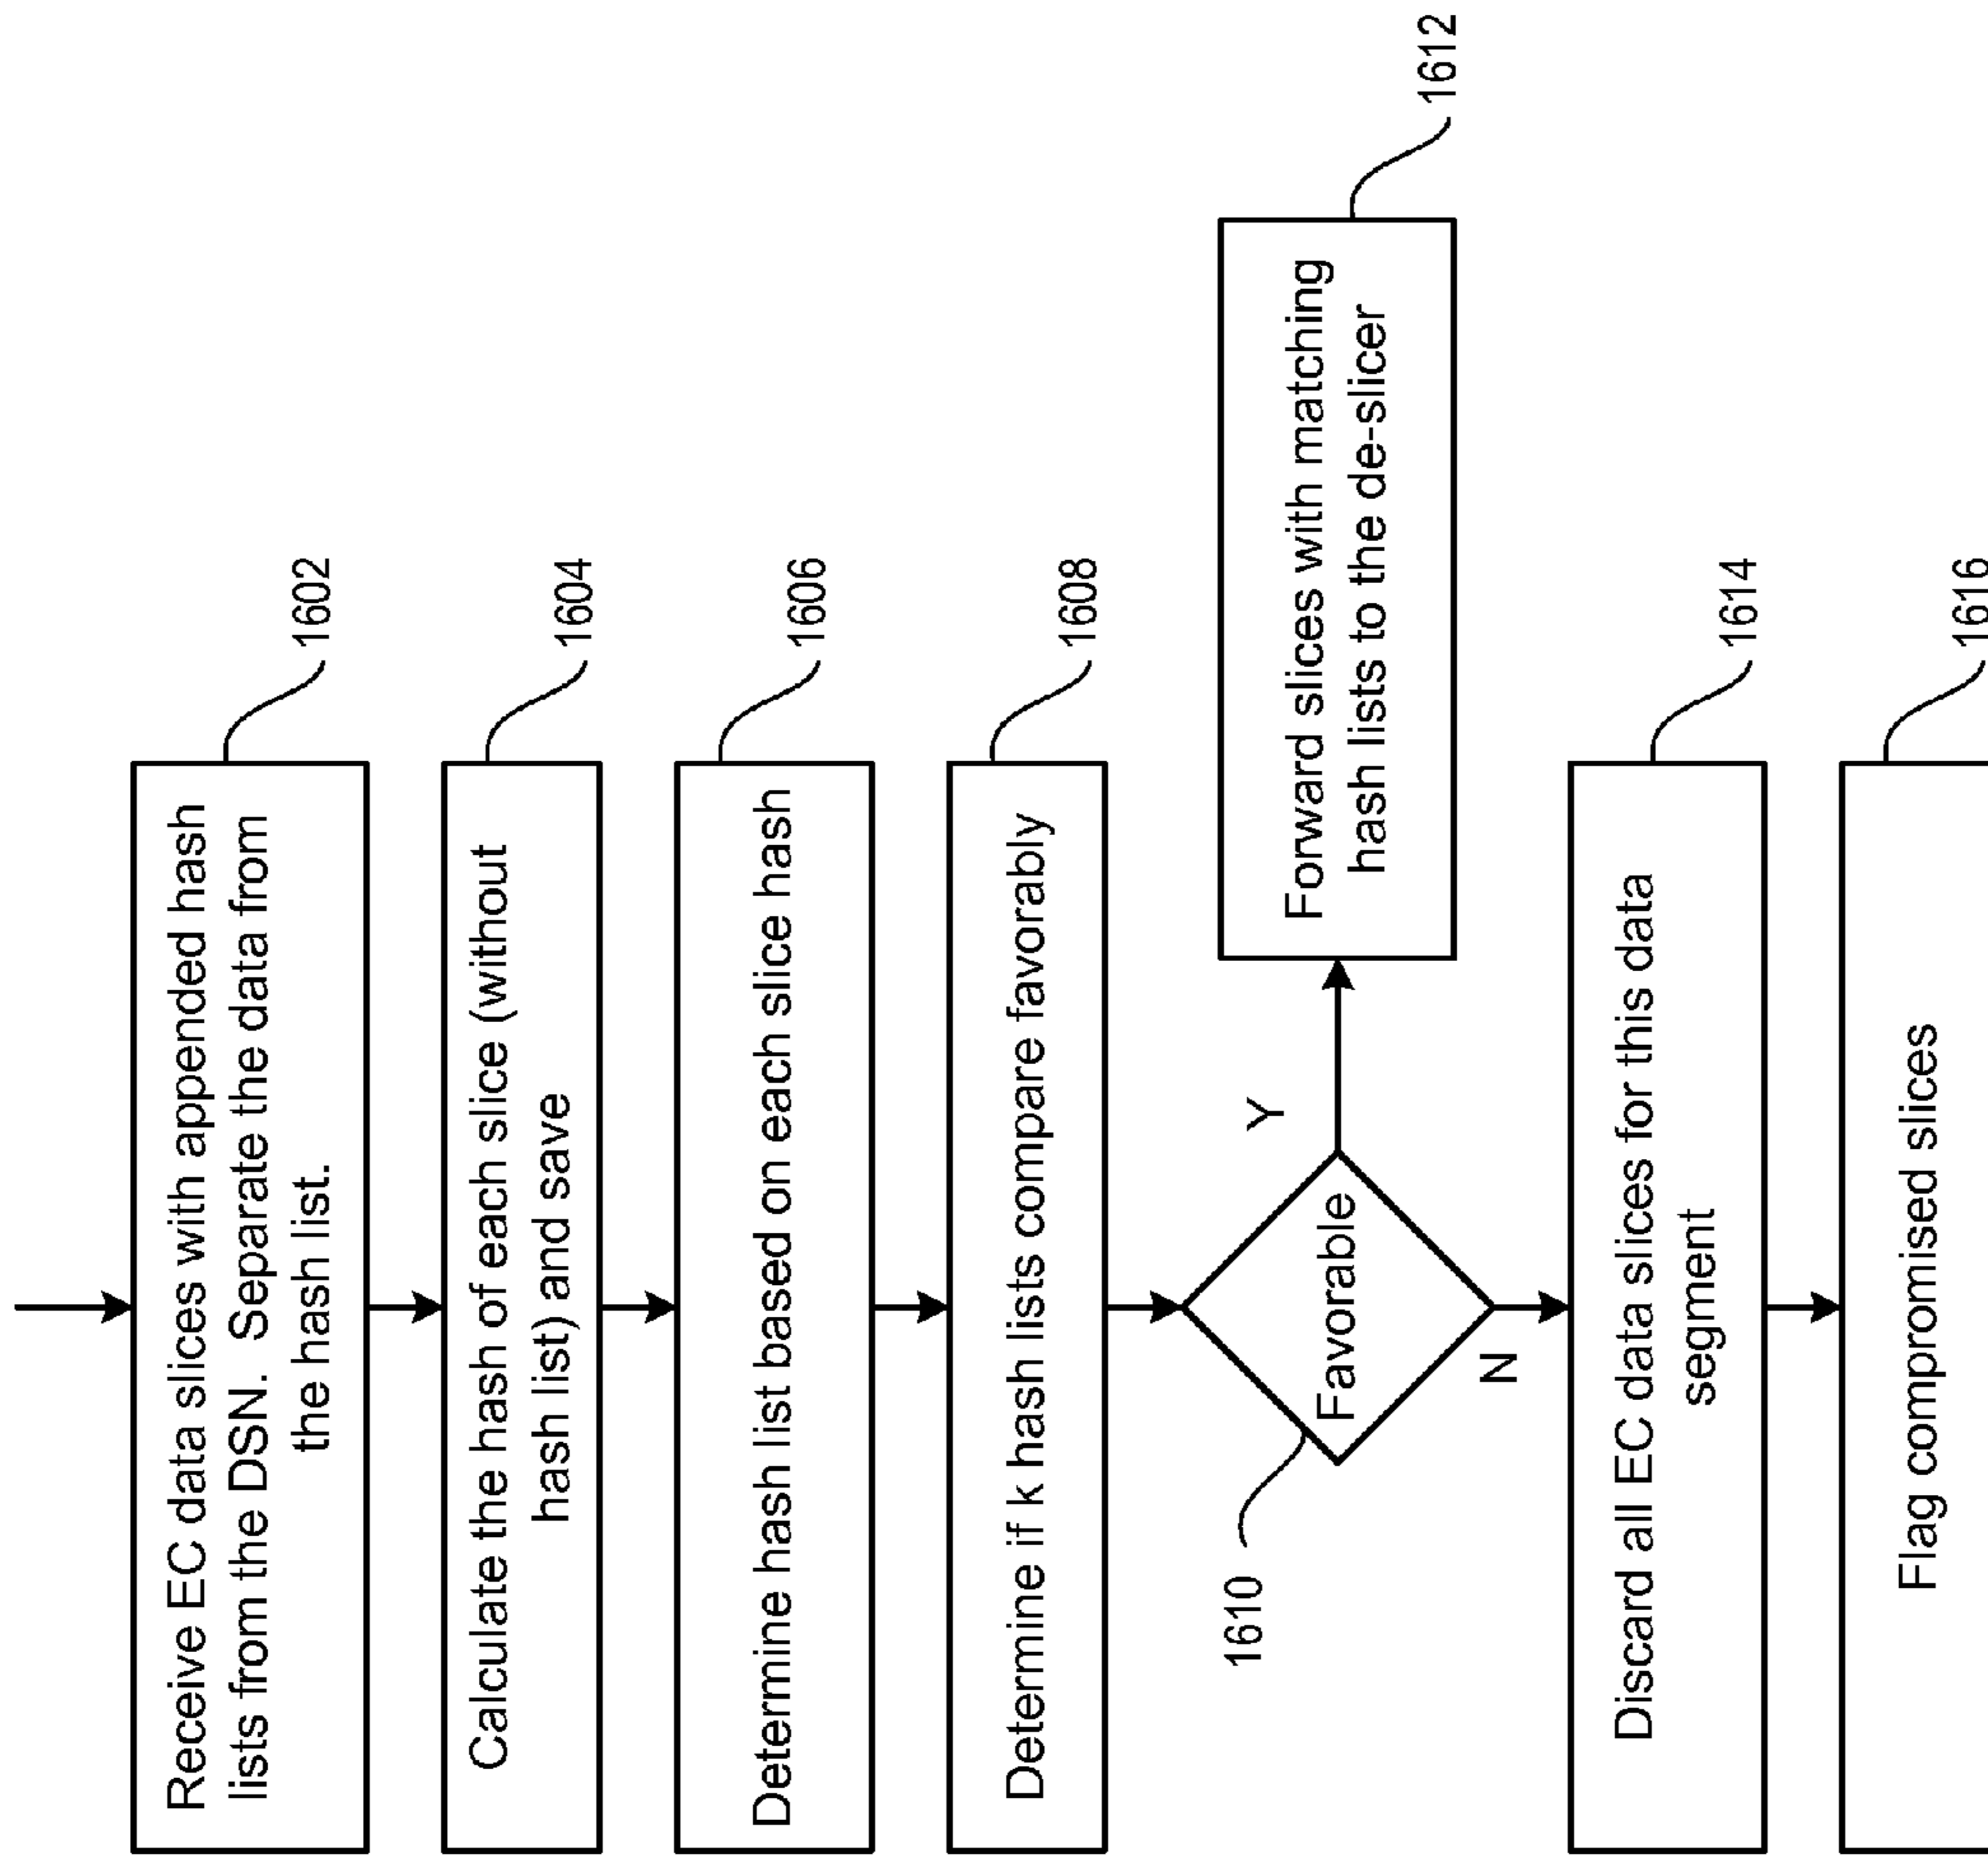 Receive EC data slices with appended hash
lists from the DSN. Separate the data from
the hash list.
1602
Calculate the hash of each slice (without
hash list) and save
1604
Determine hash list based on each slice hash
1606
Determine if k hash lists compare favorably
1608
Favorable
1610
Y
Forward slices with matching
hash lists to the de-slicer
1612
N
Discard all EC data slices for this data
segment
1614
Flag compromised slices
1616